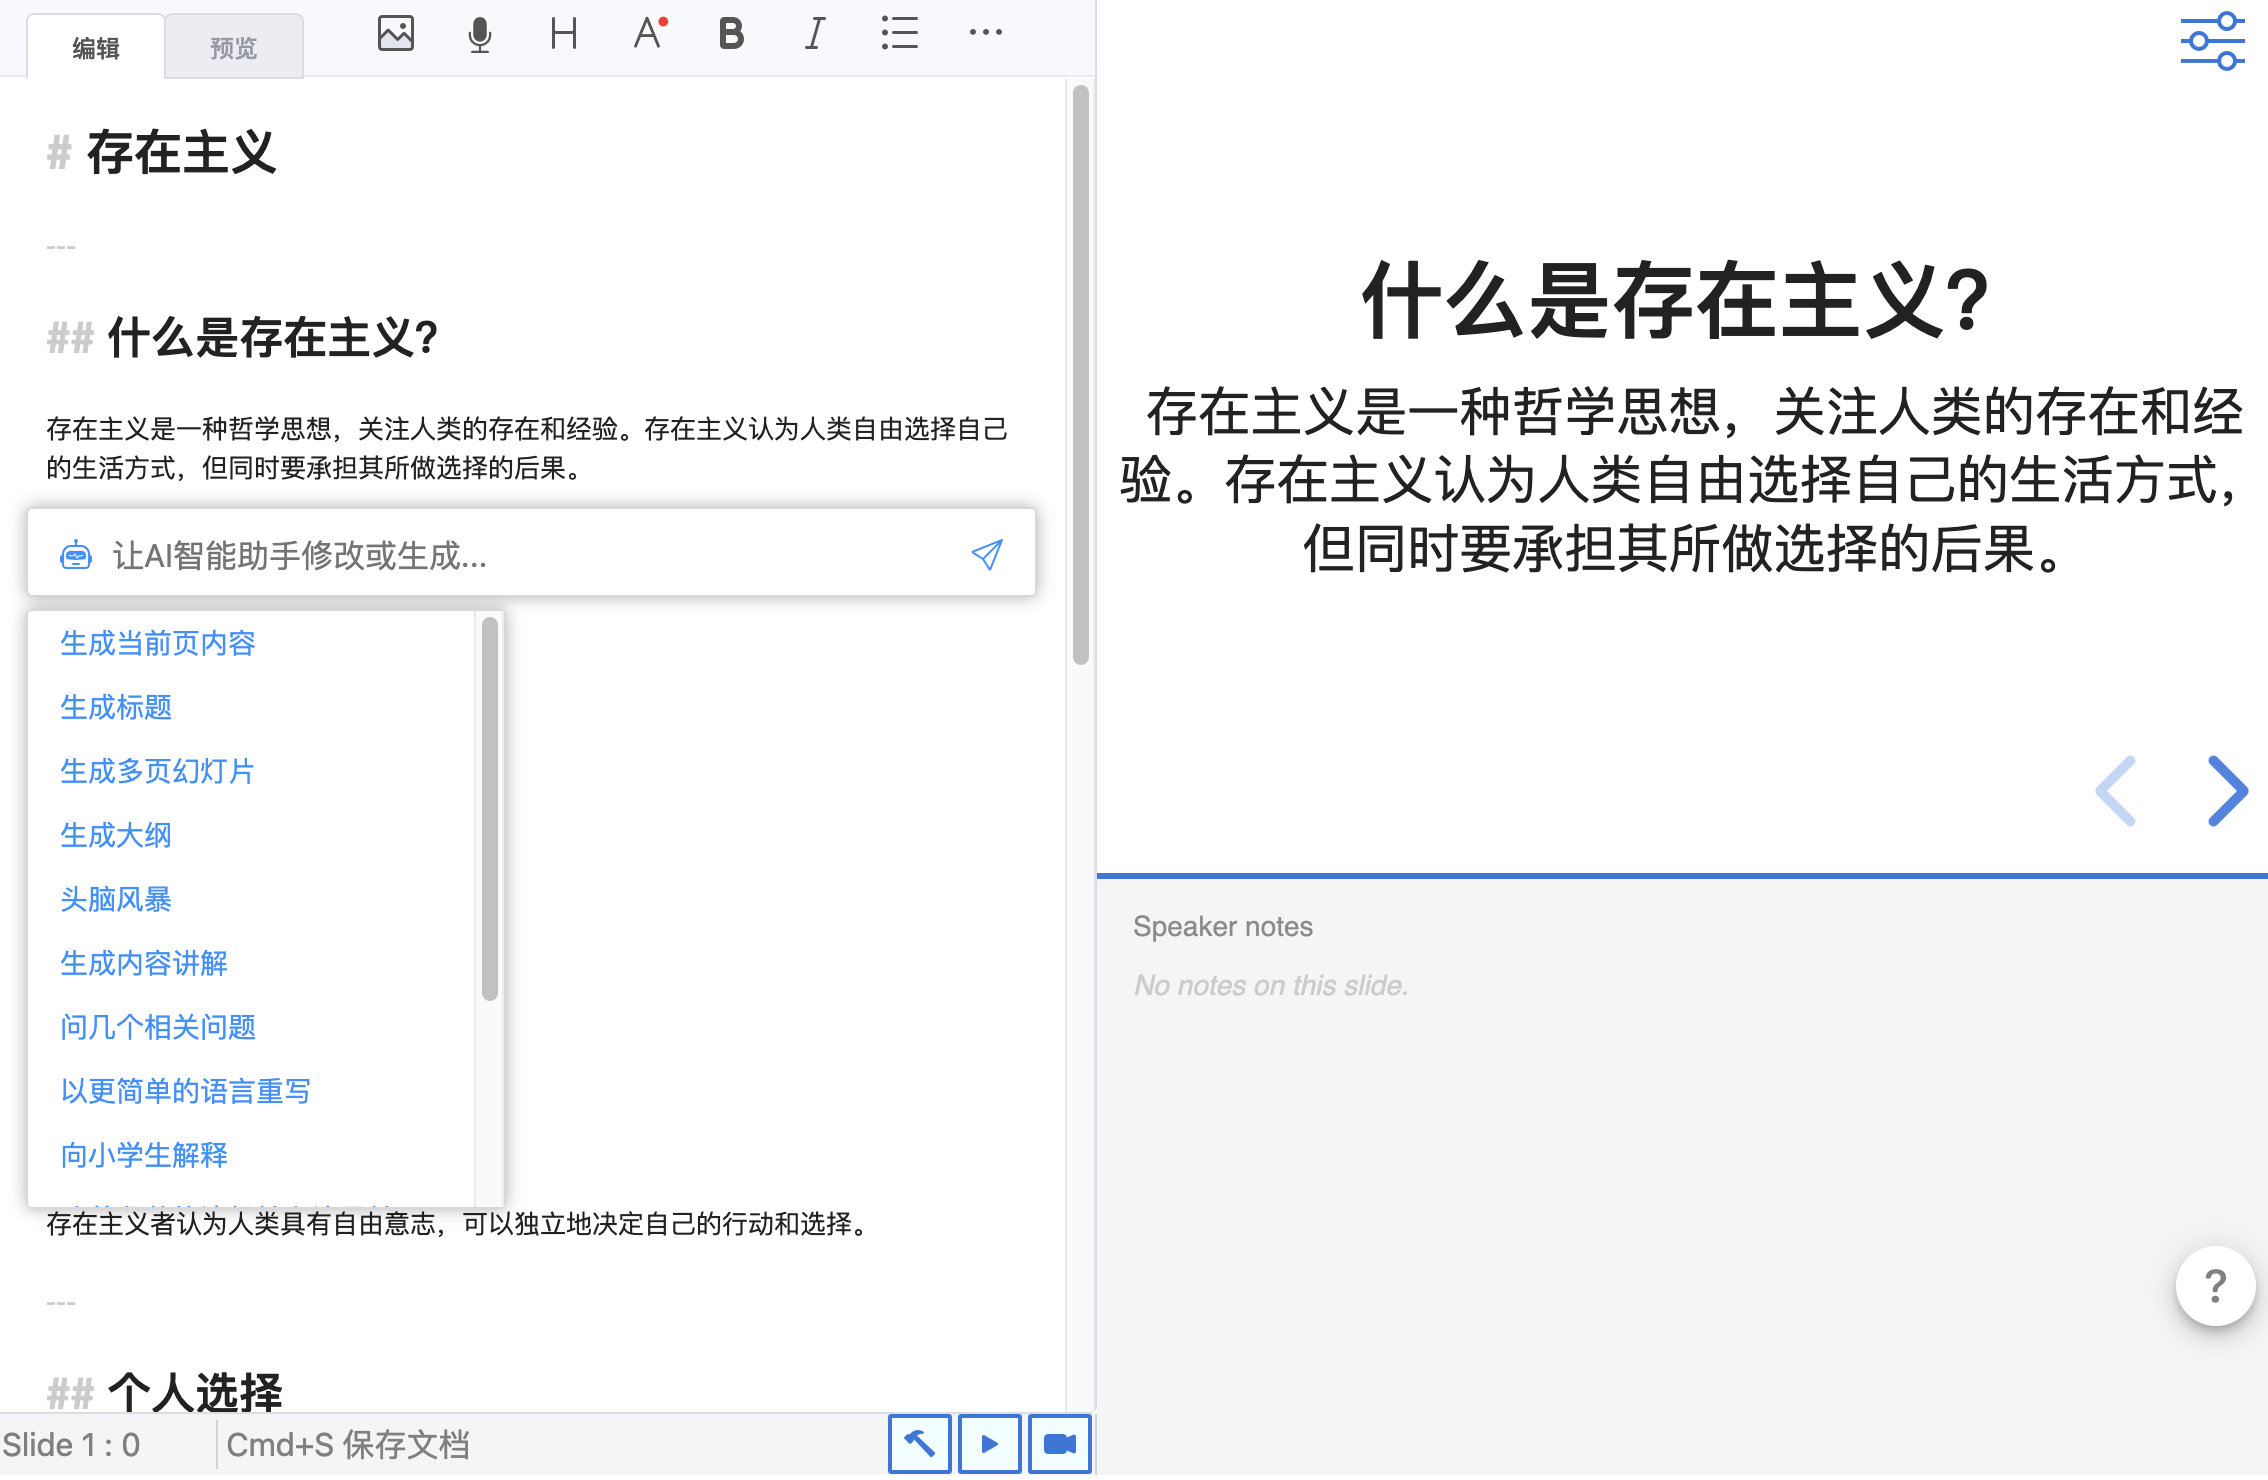 编辑
预览
H
A
B
I
# 存在主义
---
## 什么是存在主义?
存在主义是一种哲学思想，关注人类的存在和经验。存在主义认为人类自由选择自己
的生活方式，但同时要承担其所做选择的后果。
让AI智能助手修改或生成...
生成当前页内容
生成标题
生成多页幻灯片
生成大纲
头脑风暴
生成内容讲解
问几个相关问题
以更简单的语言重写
向小学生解释
存在主义者认为人类具有自由意志，可以独立地决定自己的行动和选择。
---
## 个人选择
Slide 1 : 0
Cmd+S 保存文档
什么是存在主义?
存在主义是一种哲学思想，关注人类的存在和经
验。存在主义认为人类自由选择自己的生活方式，
但同时要承担其所做选择的后果。
Speaker notes
No notes on this slide.
?